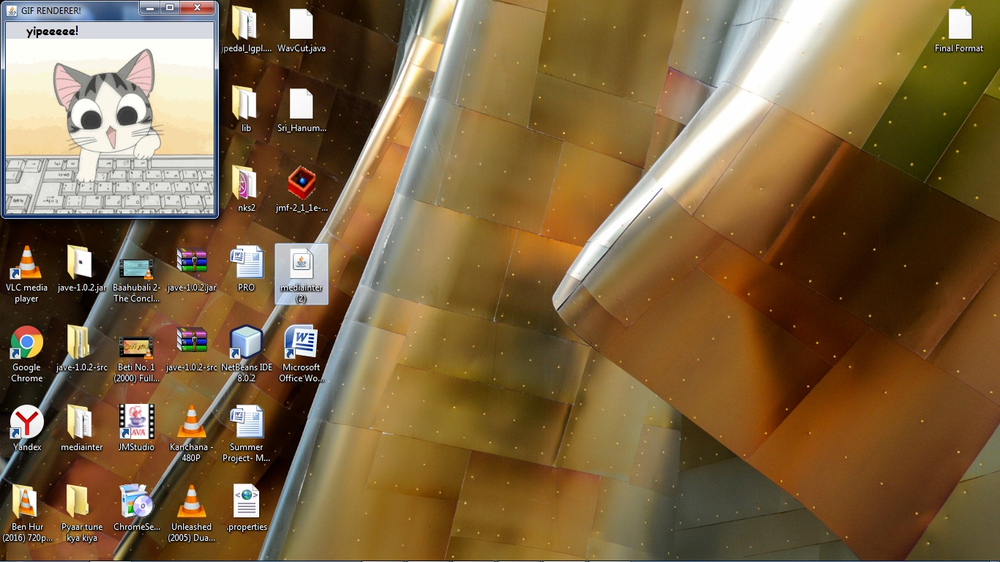 GIF RENDERER!
yipeeeee!
jpedal_lgpl....
WavCut.java
Final Format
lib
Sri_Hanum...
nks2
jmf-2_1_1e-...
VLC media
player
jave-1.0.2.jar
Baahubali 2-
The Concl...
jave-1.0.2.jar
PRO
mediainter
(2)
Google
Chrome
jave-1.0.2-src
Beti No. 1
(2000) Full...
jave-1.0.2-src
NetBeans IDE
8.0.2
Microsoft
Office Wo...
Yandex
mediainter
JMStudio
Kanchana -
480P
Summer
Project- M...
Ben Hur
(2016) 720p...
Pyaar tune
kya kiya
ChromeSe...
Unleashed
(2005) Dua...
.properties